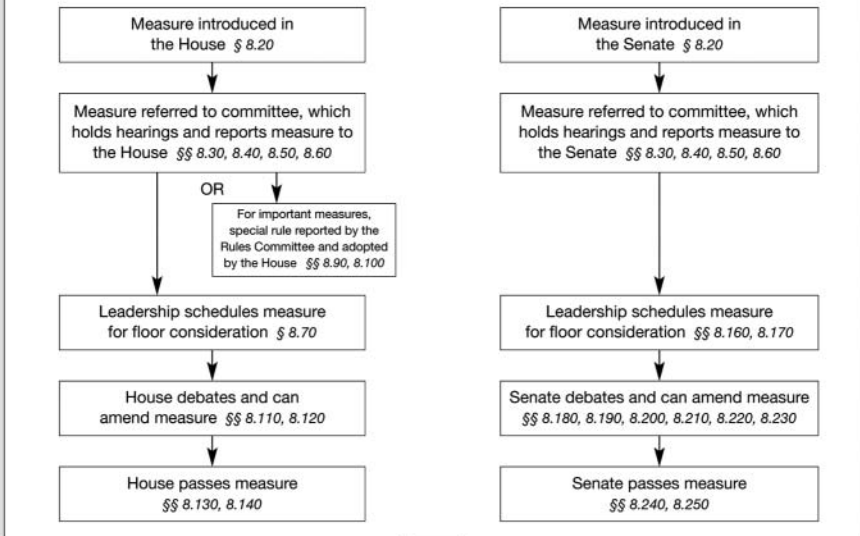 Measure introduced in
the House § 8.20
Measure referred to committee, which
holds hearings and reports measure to
the House §§ 8.30, 8.40, 8.50, 8.60
OR
For important measures,
special rule reported by the
Rules Committee and adopted
by the House §§ 8.90, 8.100
Leadership schedules measure
for floor consideration § 8.70
House debates and can
amend measure §§ 8.110, 8.120
House passes measure
§§ 8.130, 8.140
Measure introduced in
the Senate § 8.20
Measure referred to committee, which
holds hearings and reports measure to
the Senate §§ 8.30, 8.40, 8.50, 8.60
Leadership schedules measure
for floor consideration §§ 8.160, 8.170
Senate debates and can amend measure
§§ 8.180, 8.190, 8.200, 8.210, 8.220, 8.230
Senate passes measure
§§ 8.240, 8.250